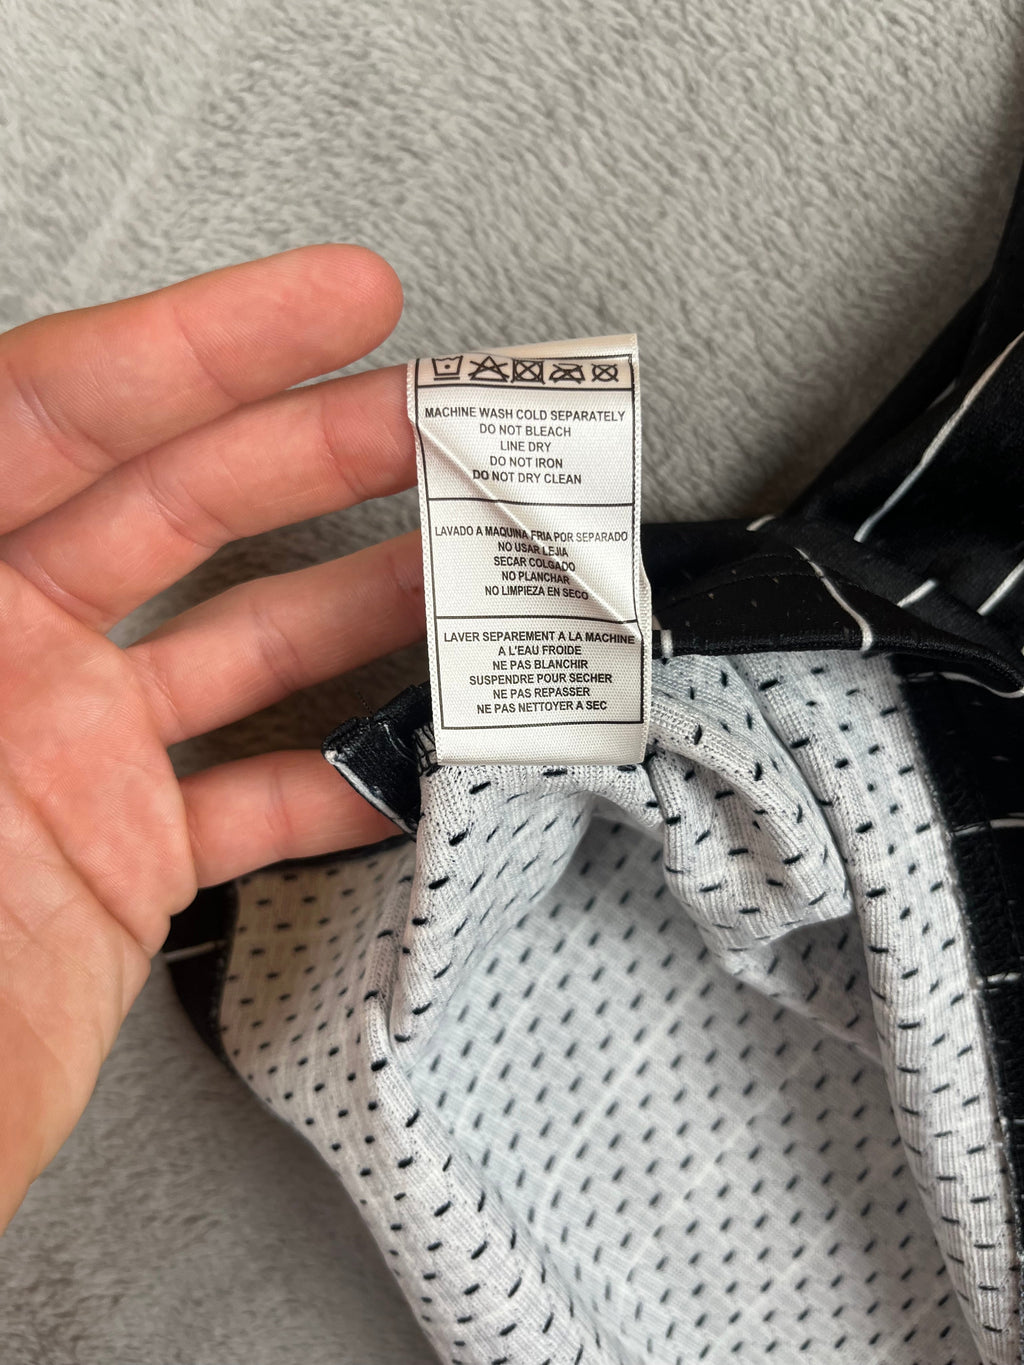 MACHINE WASH COLD SEPARATELY
DO NOT BLEACH
LINE DRY
DO NOT IRON
DO NOT DRY CLEAN
LAVADO A MAQUINA FRIA POR SEPARADO
NO USAR LEJIA
SECAR COLGADO
NO PLANCHAR
NO LIMPIEZA EN SECO
LAVER SEPAREMENT A LA MACHINE
A L'EAU FROIDE
NE PAS BLANCHIR
SUSPENDRE POUR SECHER
NE PAS REPASSER
NE PAS NETTOYER A SEC